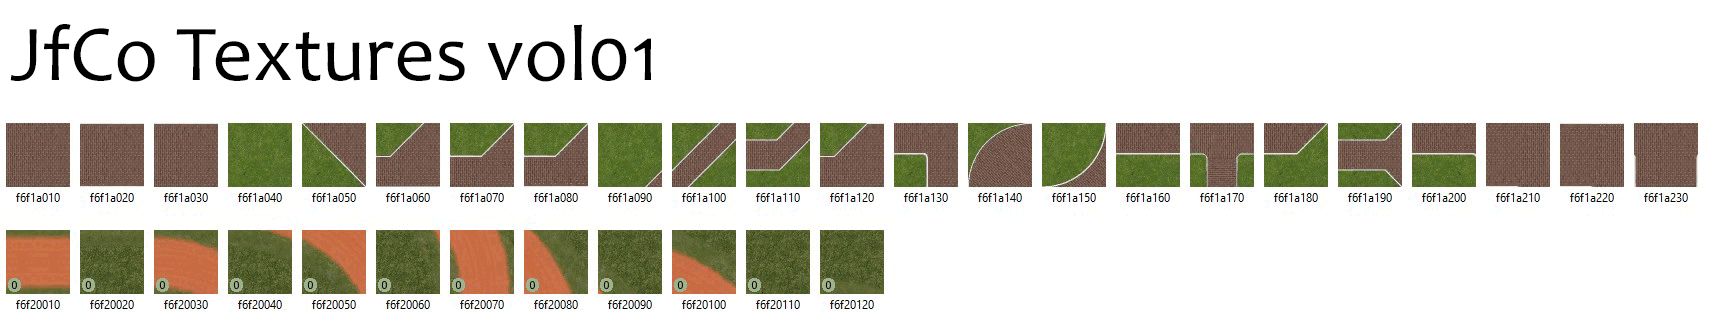 JfCo Textures vol01
f6f1a010 f6f1a020 f6f1a030 f6f1a040 f6f1a050 f6f1a060 f6f1a070 f6f1a080 f6f1a090 f6f1a100 f6f1a110 f6f1a120 f6f1a130 f6f1a140 f6f1a150 f6f1a160 f6f1a170 f6f1a180 f6f1a190 f6f1a200 f6f1a210 f6f1a220 f6f1a230
0 0 0 0 0 0 0 0 0 0 0 0
f6f20010 f6f20020 f6f20030 f6f20040 f6f20050 f6f20060 f6f20070 f6f20080 f6f20090 f6f20100 f6f20110 f6f20120